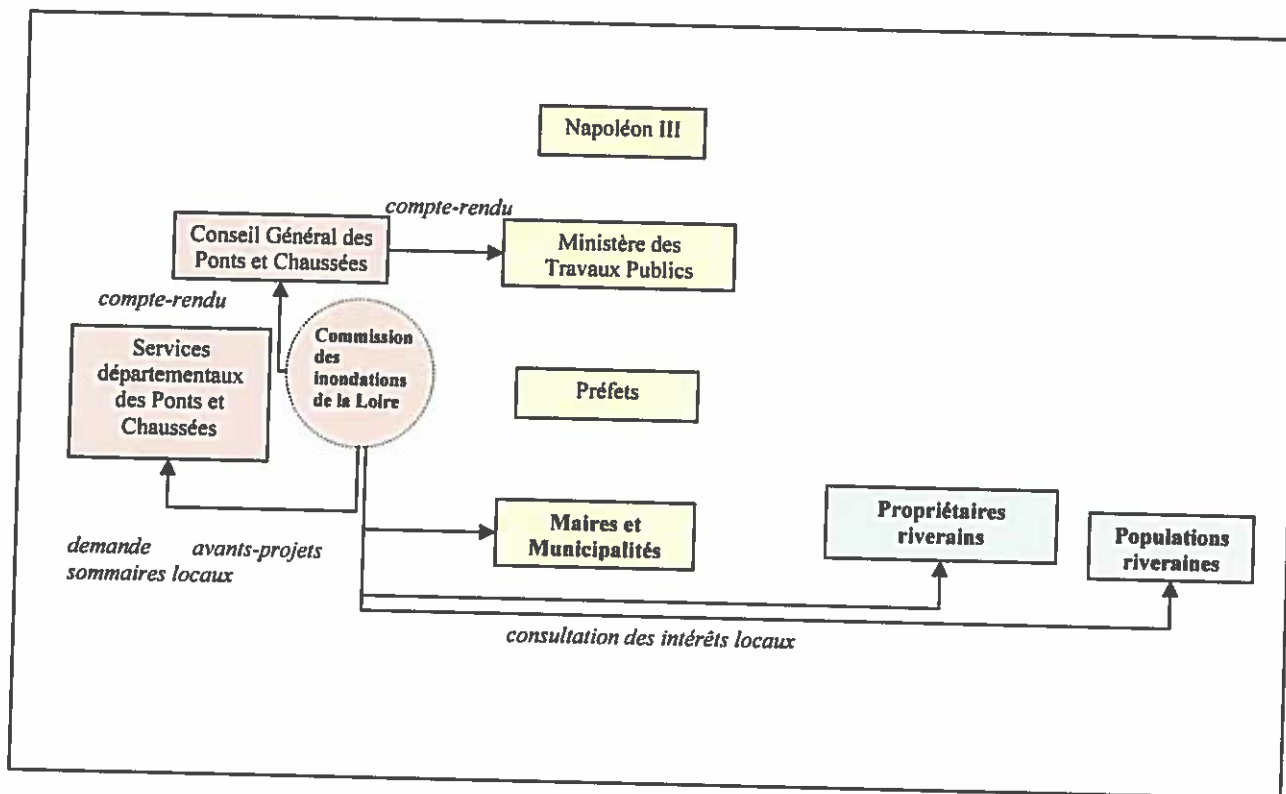 Napoléon III
compte-rendu
Conseil Général des
Ponts et Chaussées
Ministère des
Travaux Publics
compte-rendu
Services
départementaux
des Ponts et
Chaussées
Commission
des
inondations
de la Loire
Préfets
Maires et
Municipalités
Propriétaires
riverains
Populations
riveraines
demande avants-projets
sommaires locaux
consultation des intérêts locaux